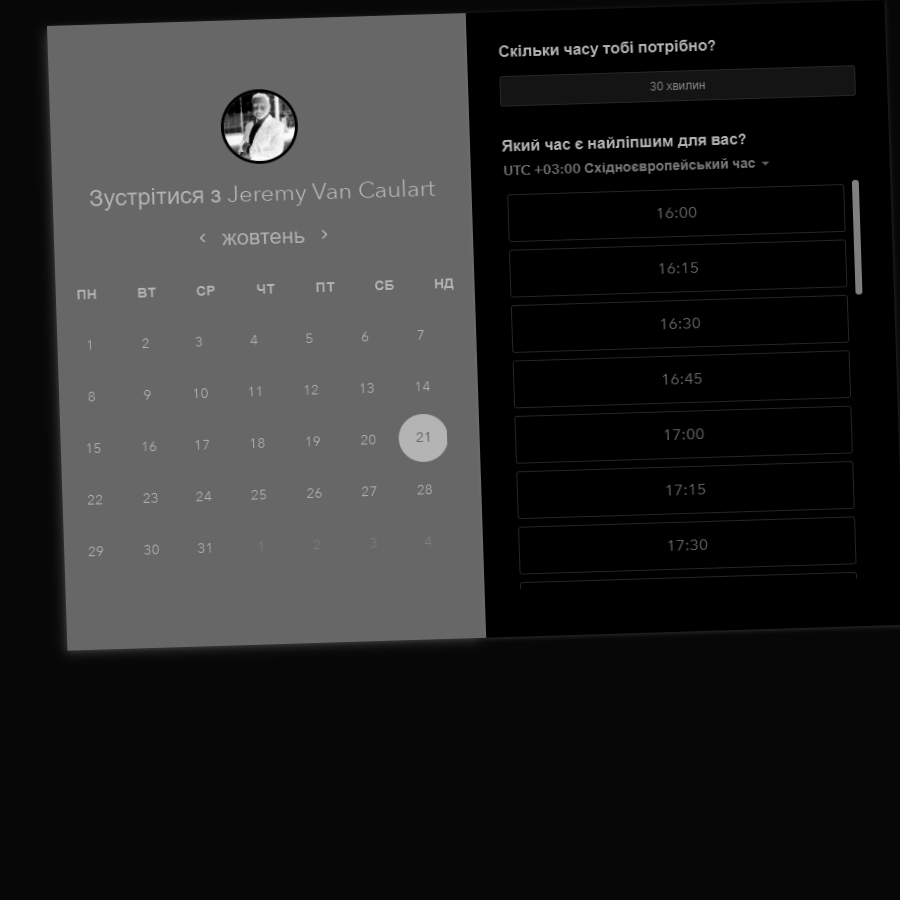 Зустрітися з Jeremy Van Caulart
жовтень
ПН ВТ СР ЧТ ПТ СБ НД
1 2 3 4 5 6 7
8 9 10 11 12 13 14
15 16 17 18 19 20 21
22 23 24 25 26 27 28
29 30 31 1 2 3 4
Скільки часу тобі потрібно?
30 хвилин
Який час є найліпшим для вас?
UTC +03:00 Східноєвропейський час
16:00
16:15
16:30
16:45
17:00
17:15
17:30